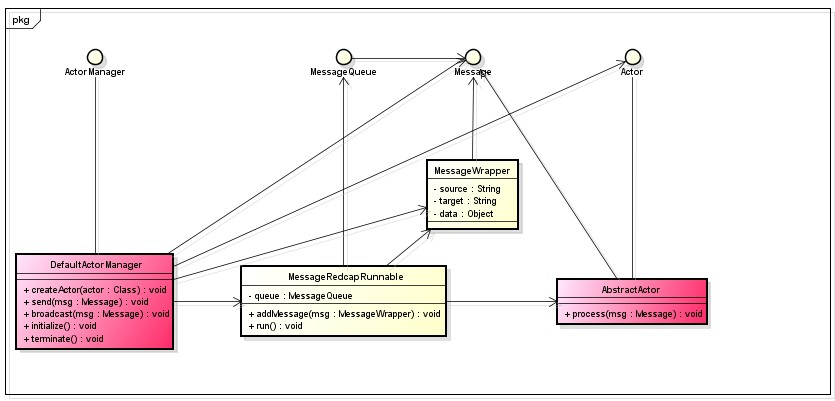 pkg
ActorManager
MessageQueue
Message
Actor
MessageWrapper
- source : String
- target : String
- data : Object
DefaultActorManager
+ createActor(actor : Class) : void
+ send(msg : Message) : void
+ broadcast(msg : Message) : void
+ initialize() : void
+ terminate() : void
MessageRedcapRunnable
- queue : MessageQueue
+ addMessage(msg : MessageWrapper) : void
+ run() : void
AbstractActor
+ process(msg : Message) : void